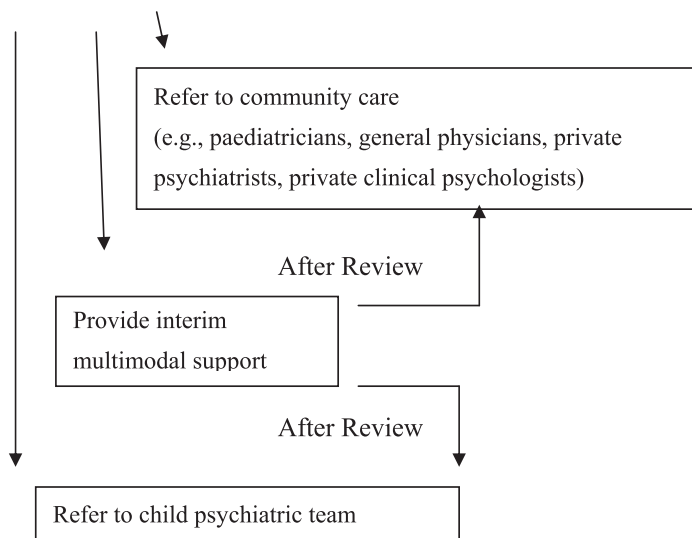 Refer to community care
(e.g., paediatricians, general physicians, private
psychiatrists, private clinical psychologists)
After Review
Provide interim
multimodal support
After Review
Refer to child psychiatric team